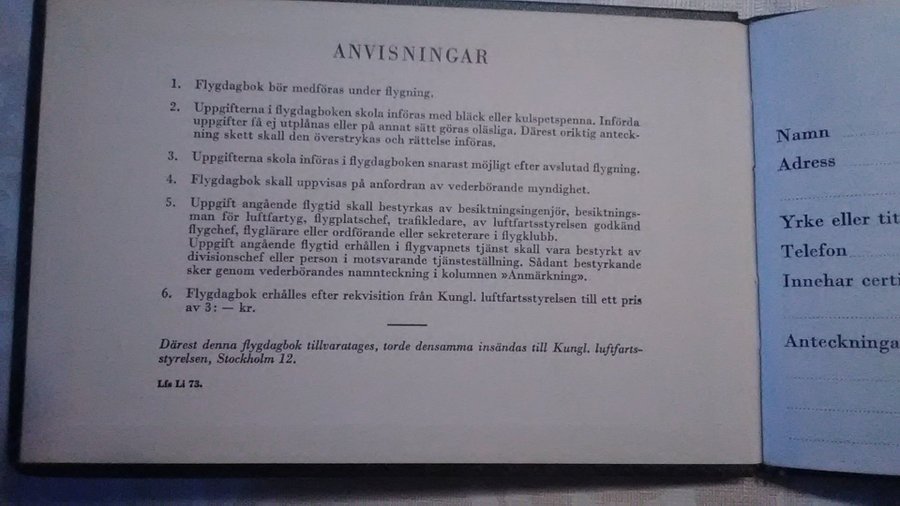 ANVISNINGAR
1. Flygdagbok bör medföras under flygning.
2. Uppgifterna i flygdagboken skola införas med bläck eller kulspetspenna. Införda
uppgifter få ej utplånas eller på annat sätt göras oläsliga. Därest oriktig anteck-
ning skett skall den överstrykas och rättelse införas.
3. Uppgifterna skola införas i flygdagboken snarast möjligt efter avslutad flygning.
4. Flygdagbok skall uppvisas på anfordran av vederbörande myndighet.
5. Uppgift angående flygtid skall bestyrkas av besiktningsingenjör, besiktnings-
man för luftfartyg, flygplatschef, trafikledare, av luftfartsstyrelsen godkänd
flygchef, flyglärare eller ordförande eller sekreterare i flygklubb.
Uppgift angående flygtid erhållen i flygvapnets tjänst skall vara bestyrkt av
divisionschef eller person i motsvarande tjänsteställning. Sådant bestyrkande
sker genom vederbörandes namnteckning i kolumnen »Anmärkning».
6. Flygdagbok erhålles efter rekvisition från Kungl. luftfartsstyrelsen till ett pris
av 3: — kr.
Därest denna flygdagbok tillvaratages, torde densamma insändas till Kungl. luftfarts-
styrelsen, Stockholm 12.
Lfs Li 73.
Namn
Adress
Yrke eller tit
Telefon
Innehar certi
Anteckninga